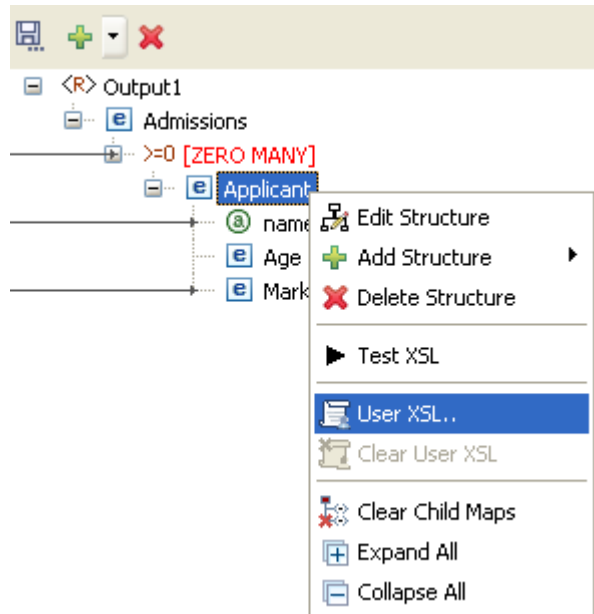 <R> Output1
e Admissions
>=0 [ZERO MANY]
e Applicant
a name
e Age
e Mark
Edit Structure
Add Structure
Delete Structure
Test XSL
User XSL..
Clear User XSL
Clear Child Maps
Expand All
Collapse All